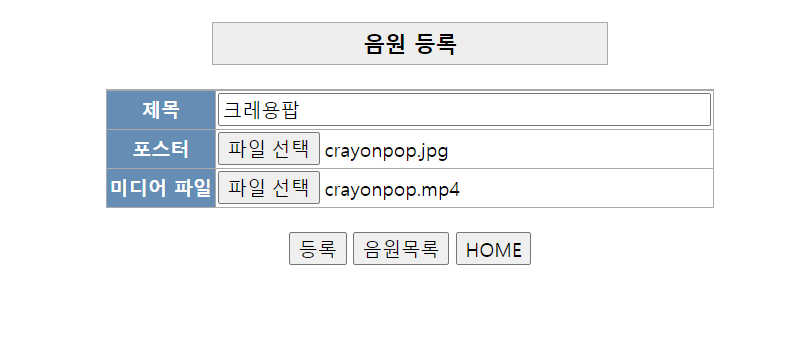 음원 등록
제목 크레용팝
포스터 파일 선택 crayonpop.jpg
미디어 파일 파일 선택 crayonpop.mp4
등록 음원목록 HOME